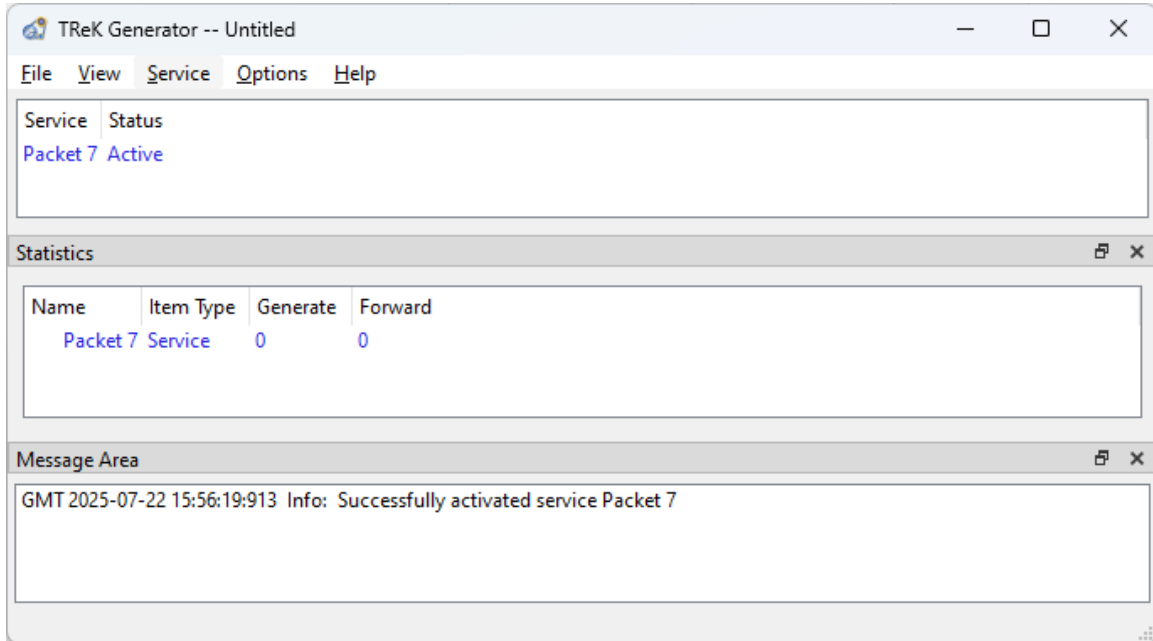 TReK Generator -- Untitled
File View Service Options Help
Service Status
Packet 7 Active
Statistics
Name Item Type Generate Forward
Packet 7 Service 0 0
Message Area
GMT 2025-07-22 15:56:19:913 Info: Successfully activated service Packet 7